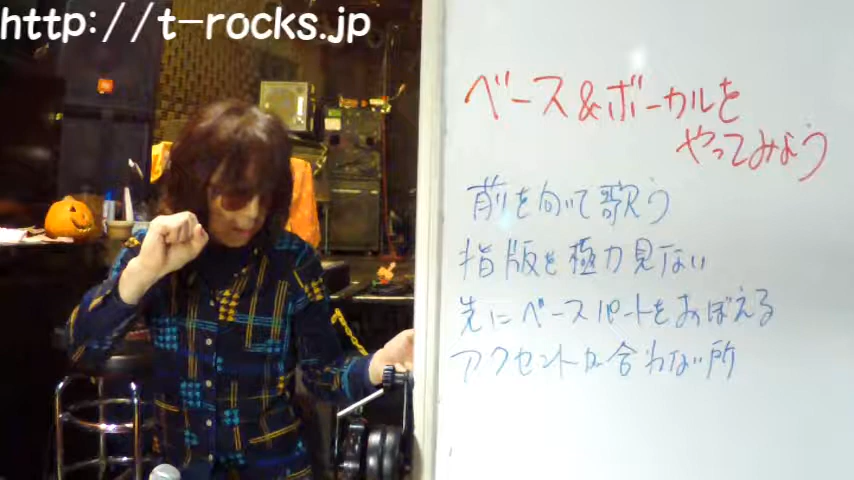 http://t-rocks.jp
ベース&ボーカルを
やってみよう
前を向いて歌う
指版を極力見ない
先にベースパートをおぼえる
アクセントが合わない所